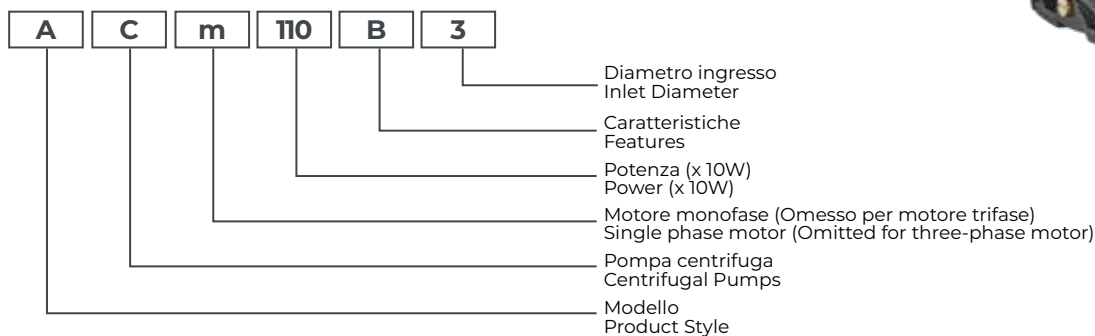 A C m 110 B 3
Diametro ingresso
Inlet Diameter
Caratteristiche
Features
Potenza (x 10W)
Power (x 10W)
Motore monofase (Omesso per motore trifase)
Single phase motor (Omitted for three-phase motor)
Pompa centrifuga
Centrifugal Pumps
Modello
Product Style